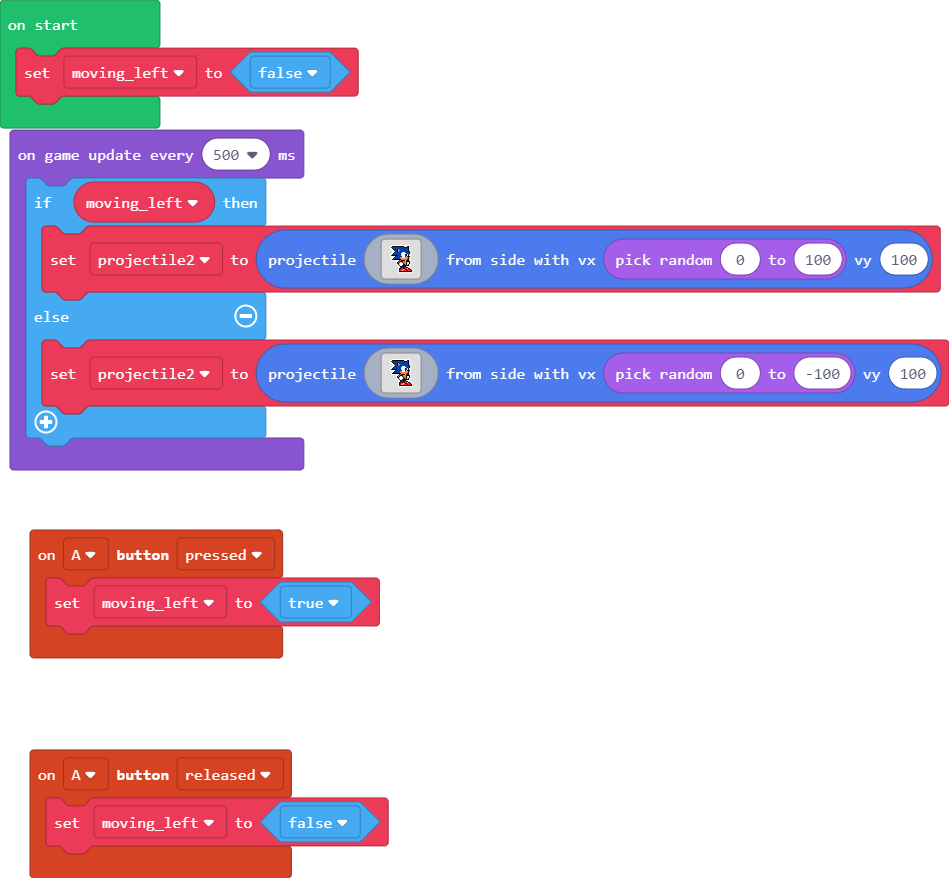 on start
set moving_left to false
on game update every 500 ms
if moving_left then
set projectile2 to projectile from side with vx pick random 0 to 100 vy 100
else
set projectile2 to projectile from side with vx pick random 0 to -100 vy 100
on A button pressed
set moving_left to true
on A button released
set moving_left to false